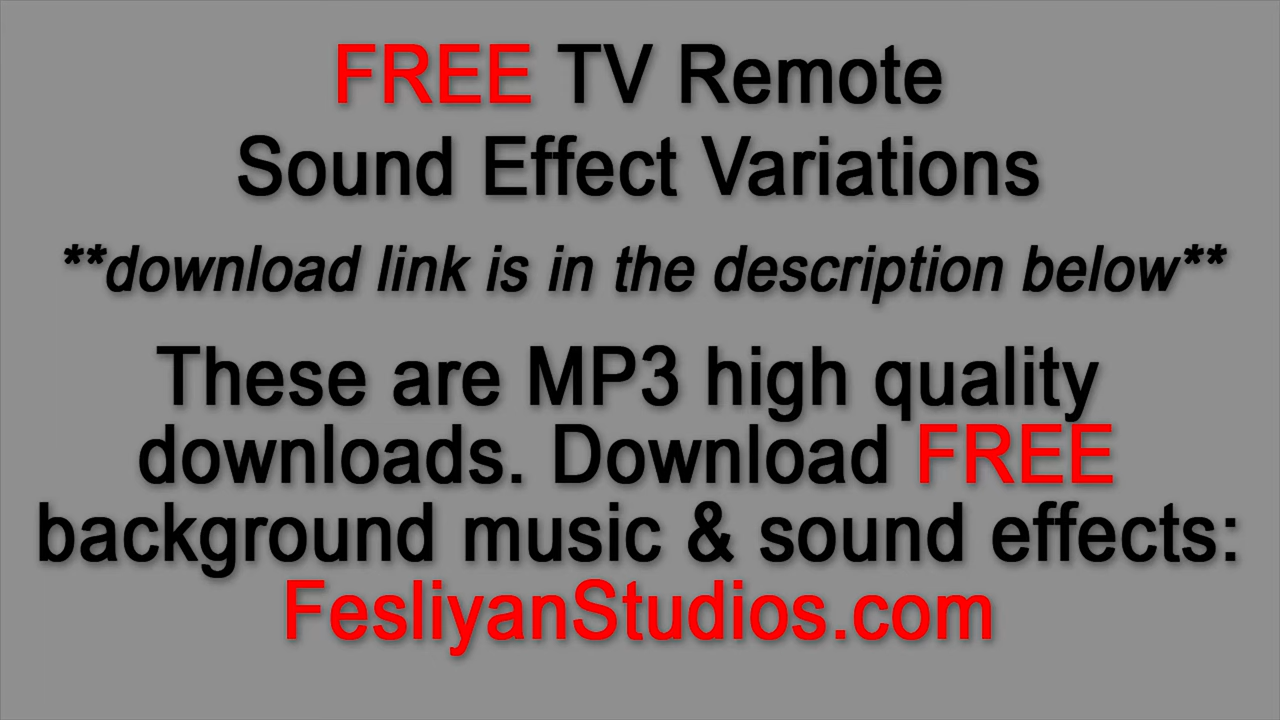 FREE TV Remote
Sound Effect Variations
**download link is in the description below**
These are MP3 high quality
downloads. Download FREE
background music & sound effects:
FesliyanStudios.com